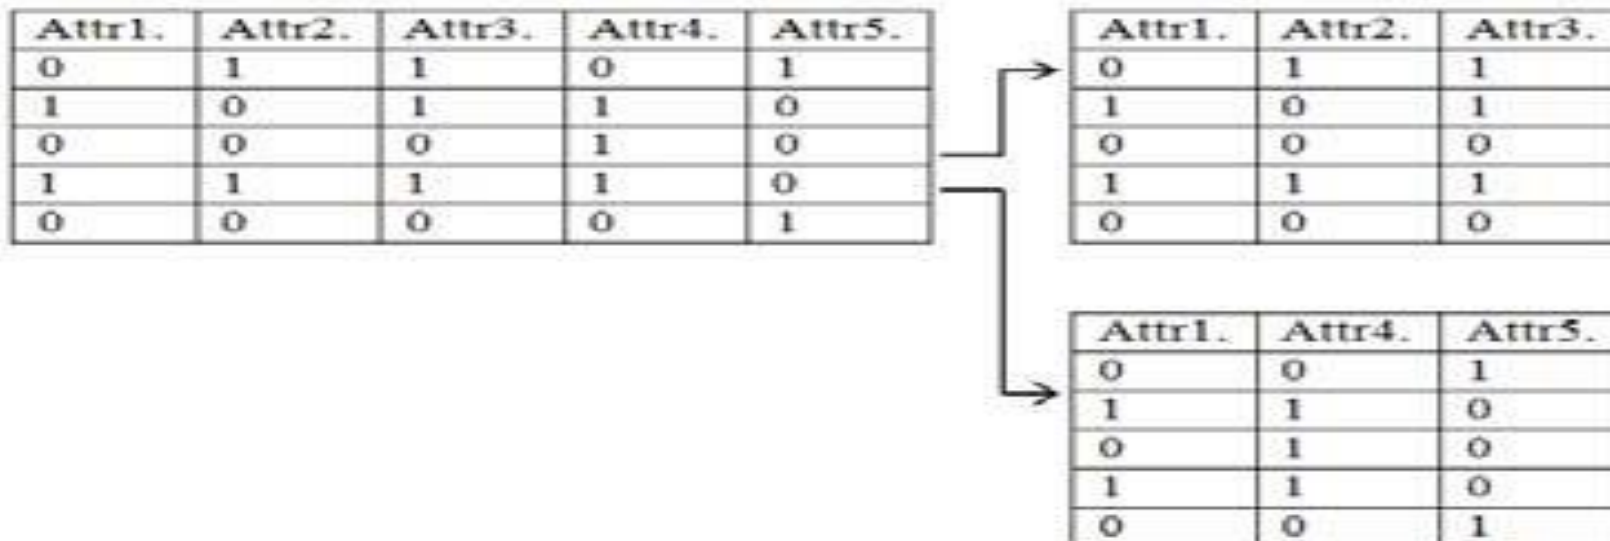 Attr1. Attr2. Attr3. Attr4. Attr5.
0 1 1 0 1
1 0 1 1 0
0 0 0 1 0
1 1 1 1 0
0 0 0 0 1
Attr1. Attr2. Attr3.
0 1 1
1 0 1
0 0 0
1 1 1
0 0 0
Attr1. Attr4. Attr5.
0 0 1
1 1 0
0 1 0
1 1 0
0 0 1